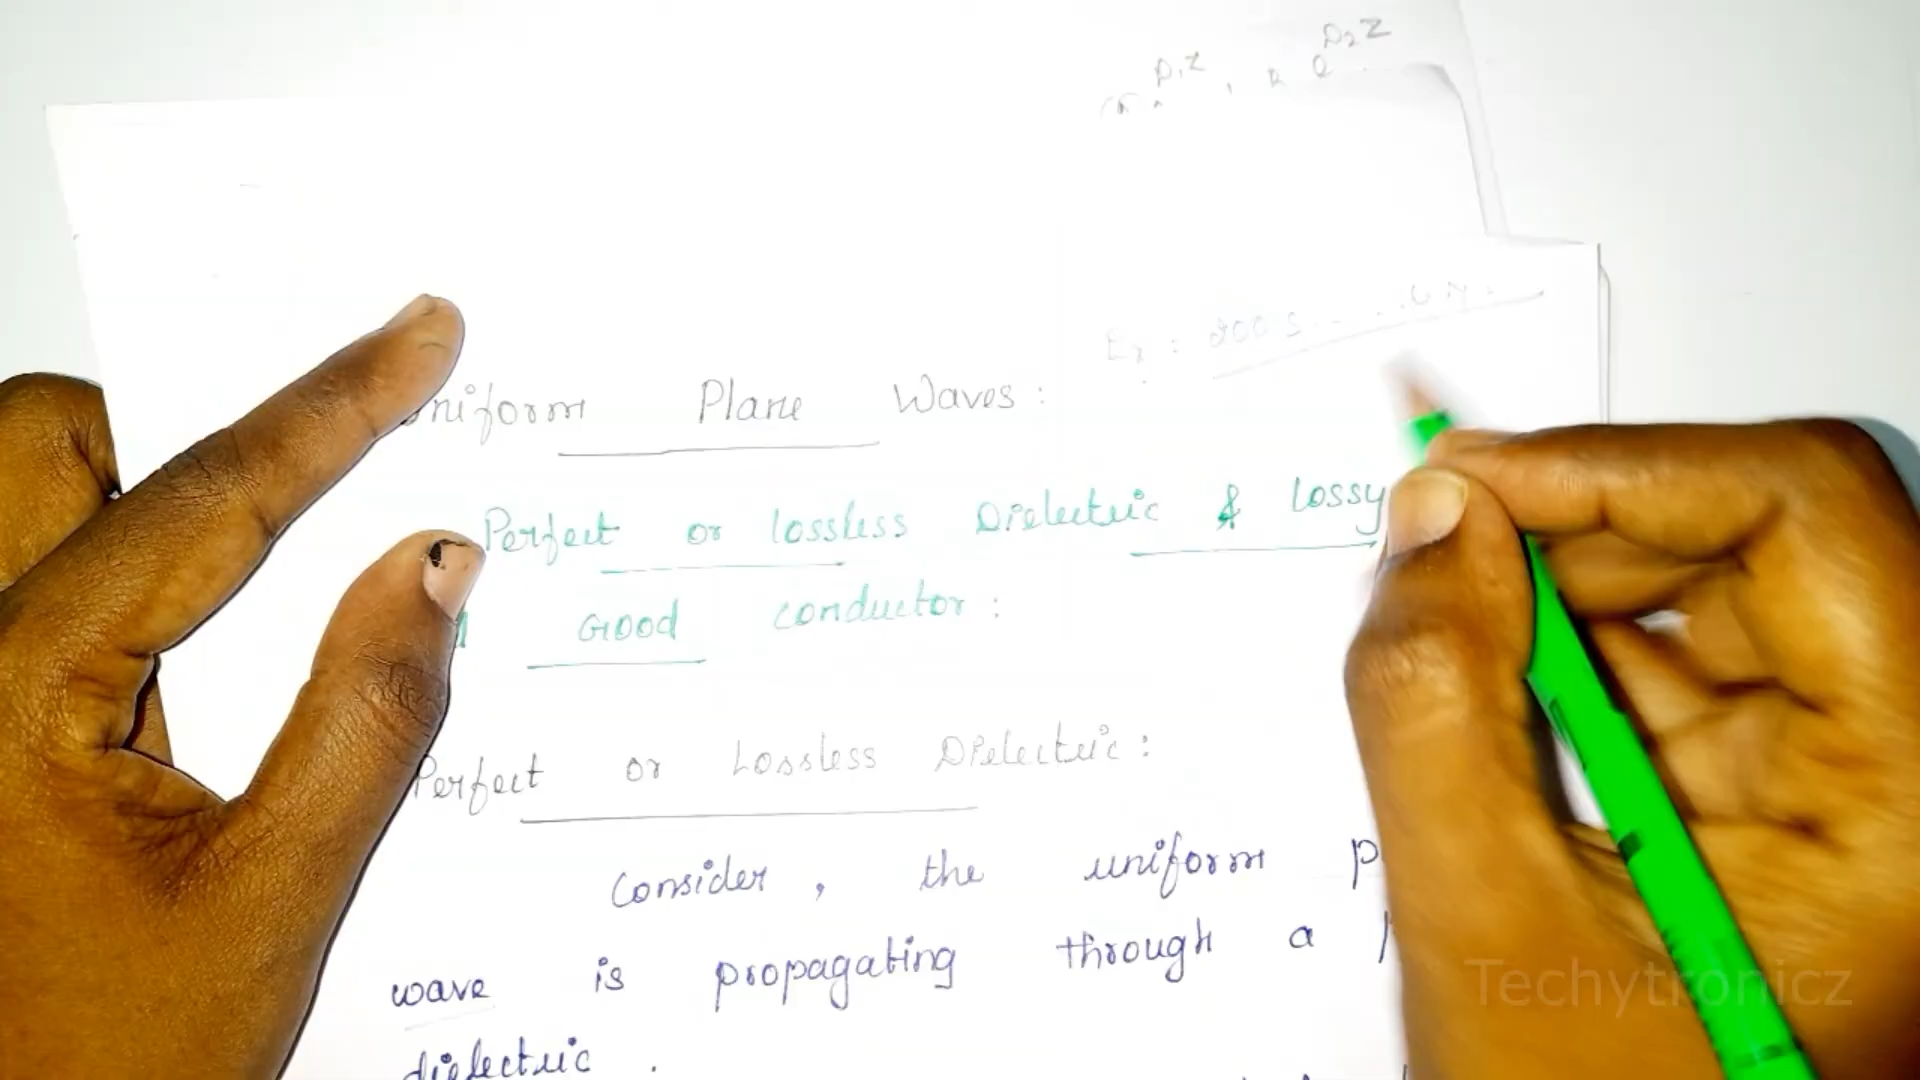 Uniform Plane Waves:
Perfect or lossless Dielectric & Lossy
Good conductor:
Perfect or Lossless Dielectric:
Consider, the uniform
wave is propagating through a
dielectric.
Techytronicz